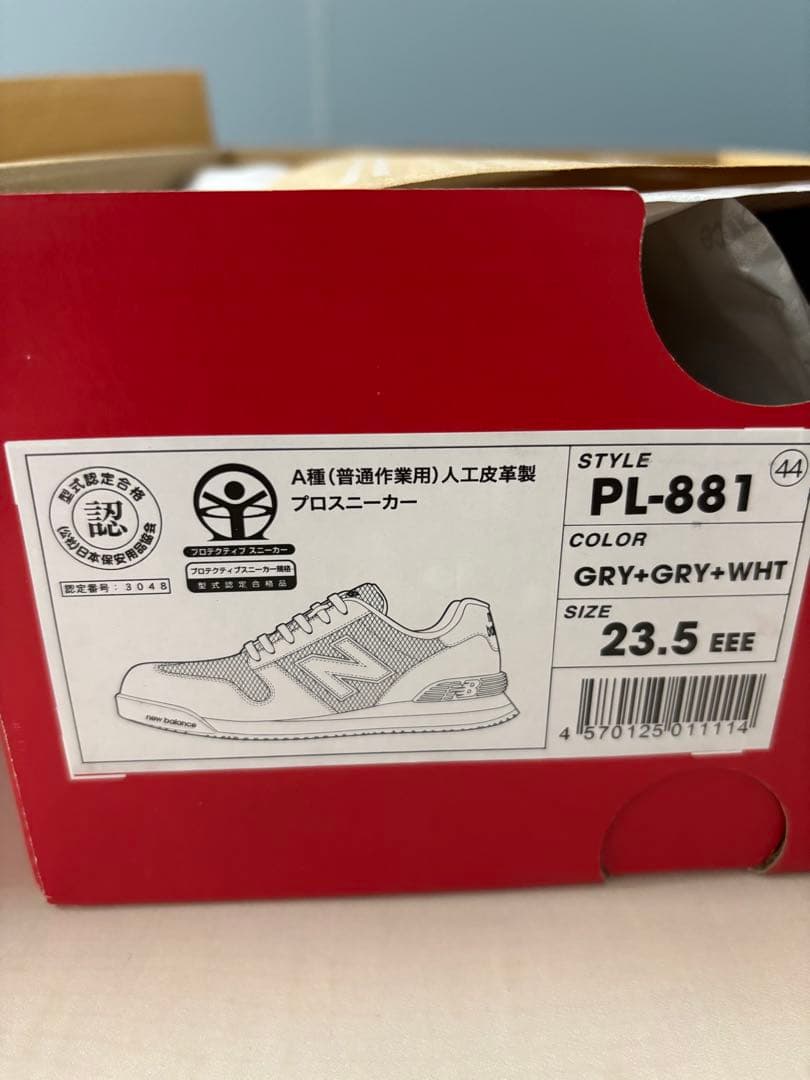 型式認定合格
認
(公社)日本保安用品協会
認定番号:3048
プロテクティブ スニーカー
プロテクティブスニーカー規格
型式認定合格品
A種(普通作業用)人工皮革製
プロスニーカー
N
NB
new balance
STYLE
PL-881
44
COLOR
GRY+GRY+WHT
SIZE
23.5 EEE
4 570125 011114